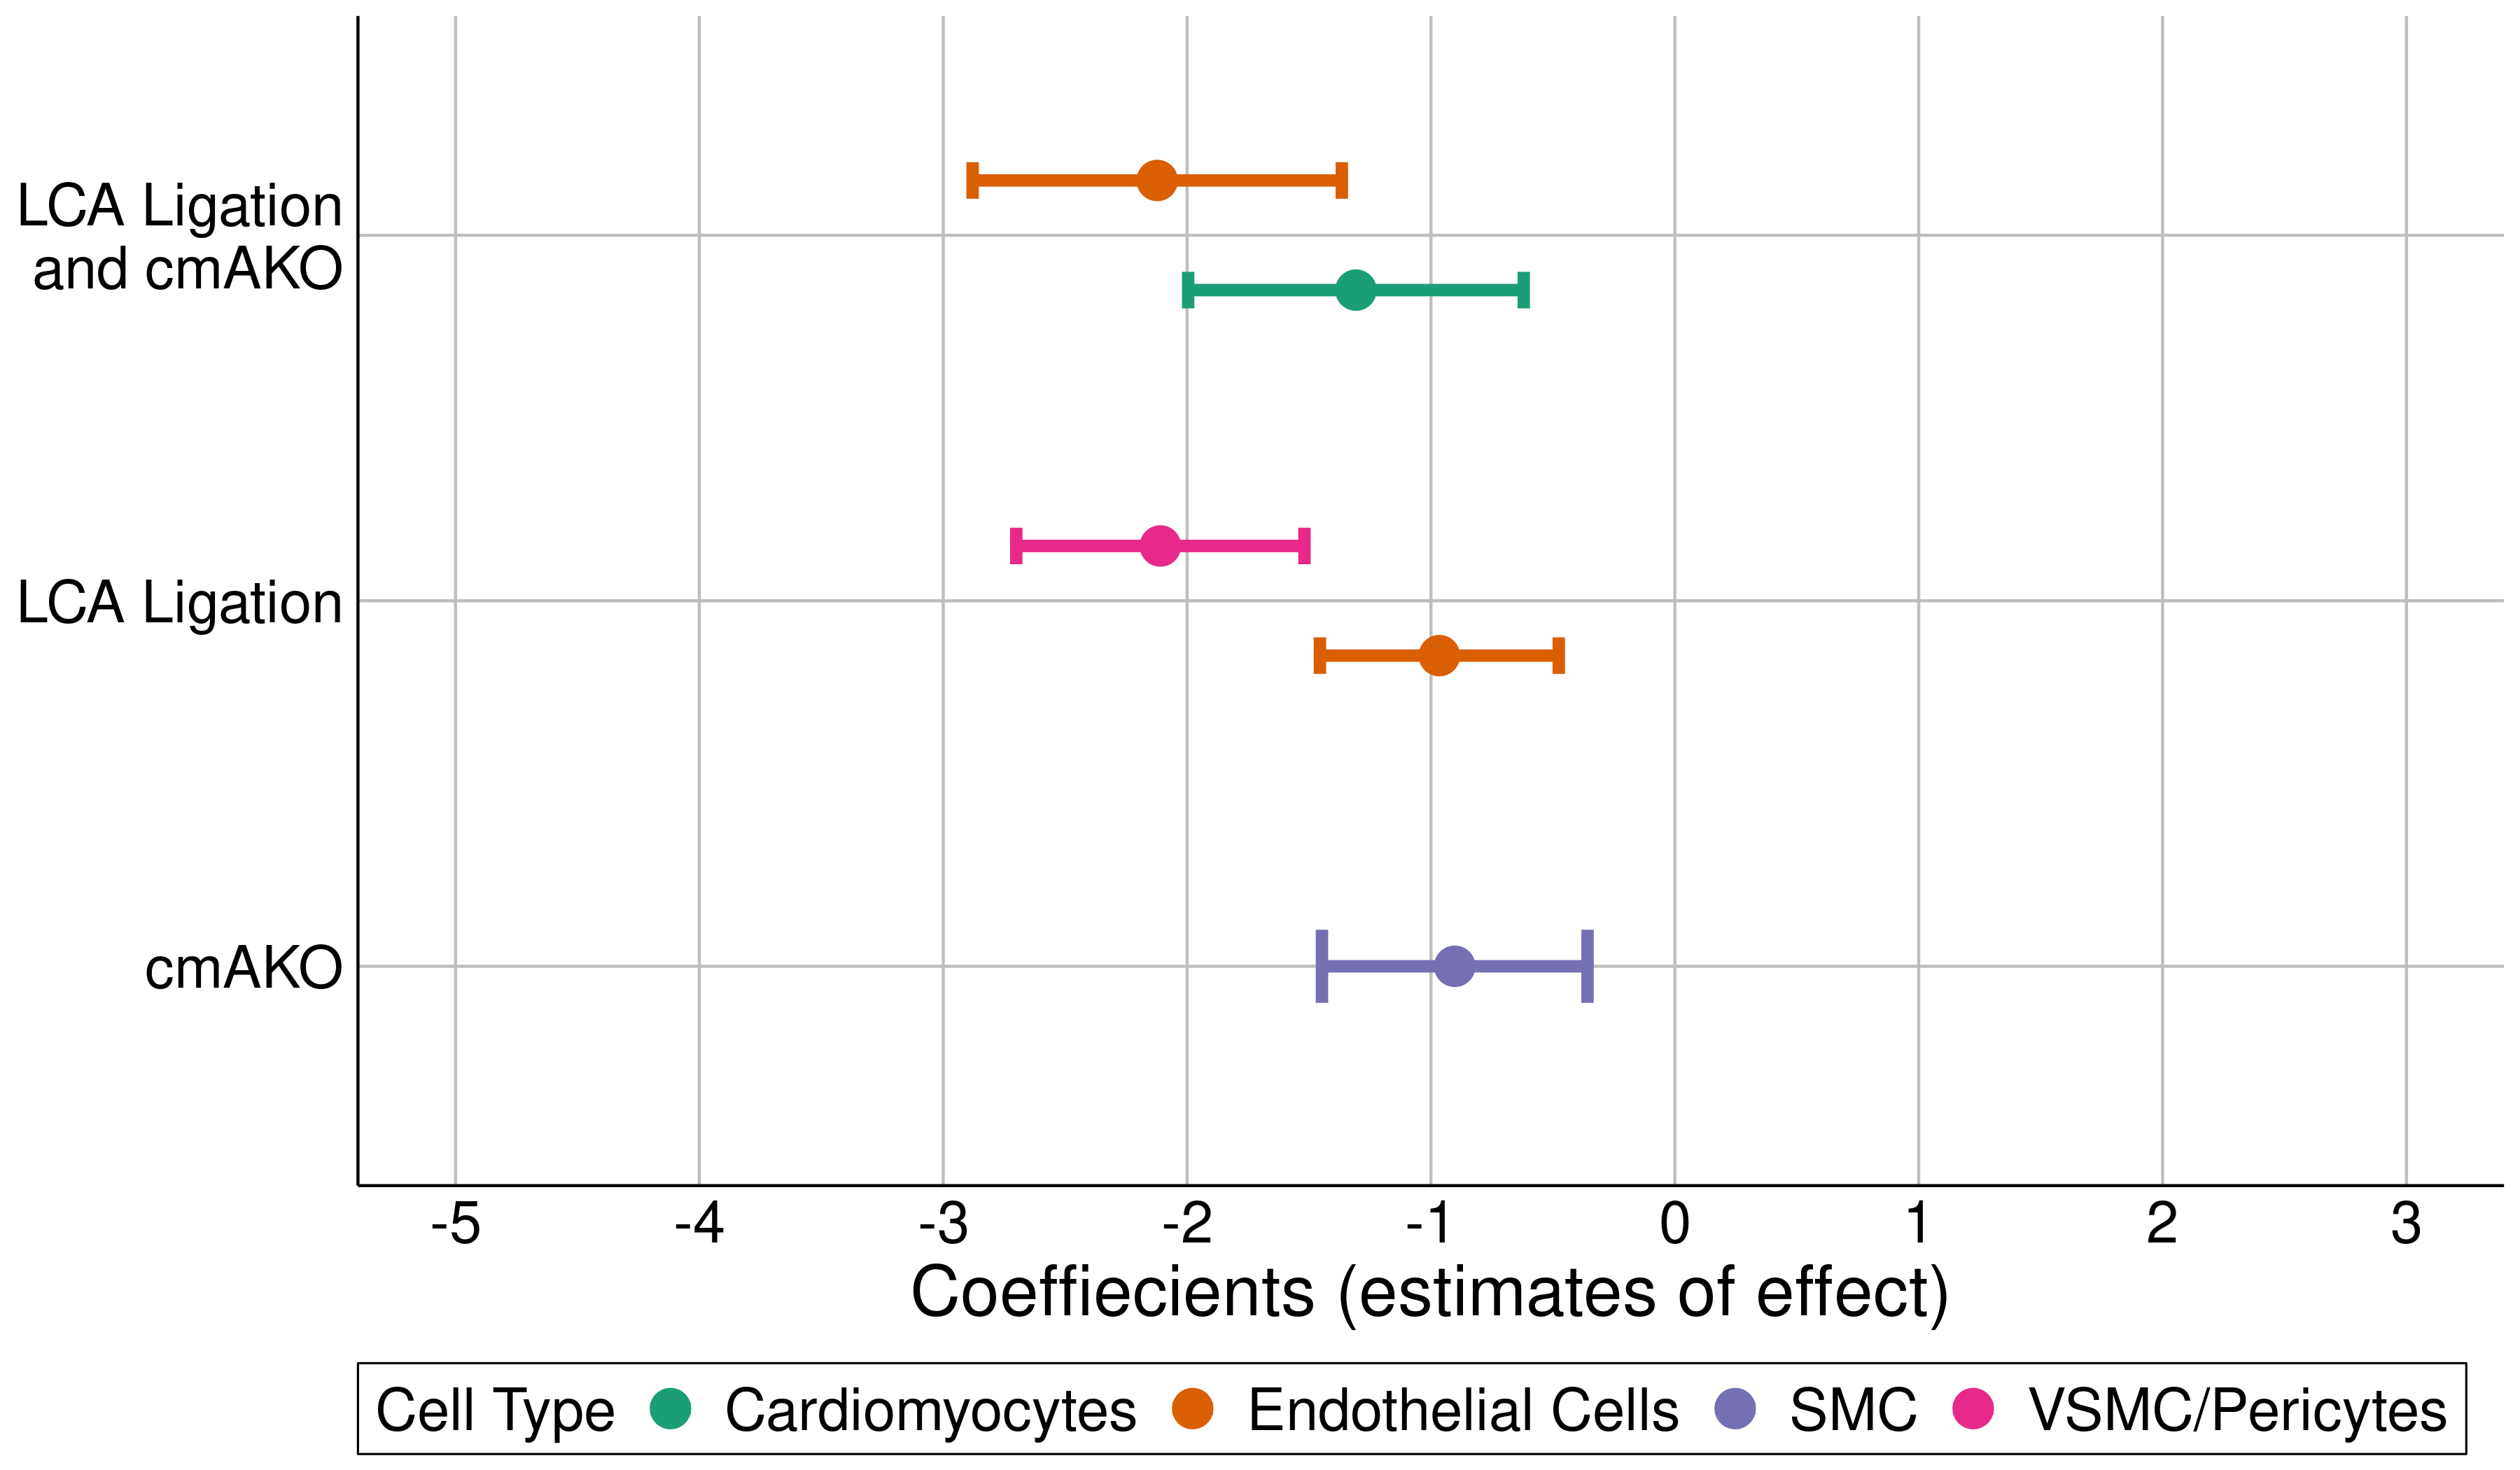 LCA Ligation
and cmAKO
LCA Ligation
cmAKO
-5 -4 -3 -2 -1 0 1 2 3
Coeffiecients (estimates of effect)
Cell Type Cardiomyocytes Endothelial Cells SMC VSMC/Pericytes